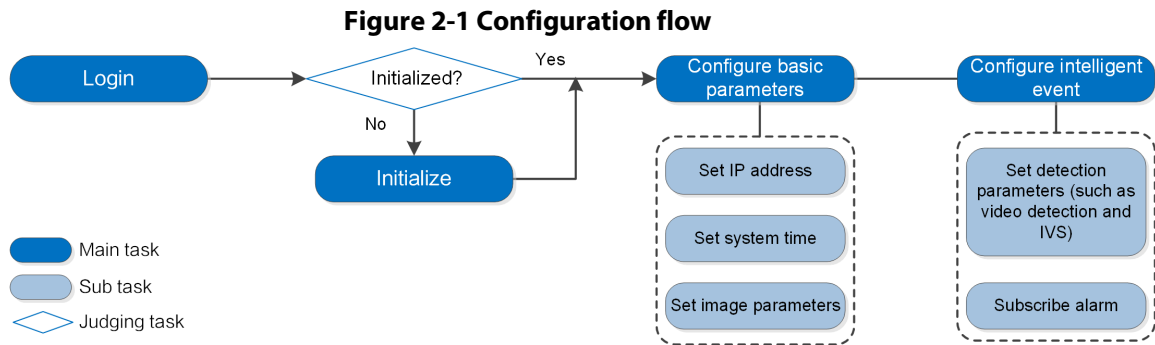 Figure 2-1 Configuration flow
Login
Initialized?
Yes
No
Initialize
Configure basic
parameters
Set IP address
Set system time
Set image parameters
Configure intelligent
event
Set detection
parameters (such as
video detection and
IVS)
Subscribe alarm
Main task
Sub task
Judging task